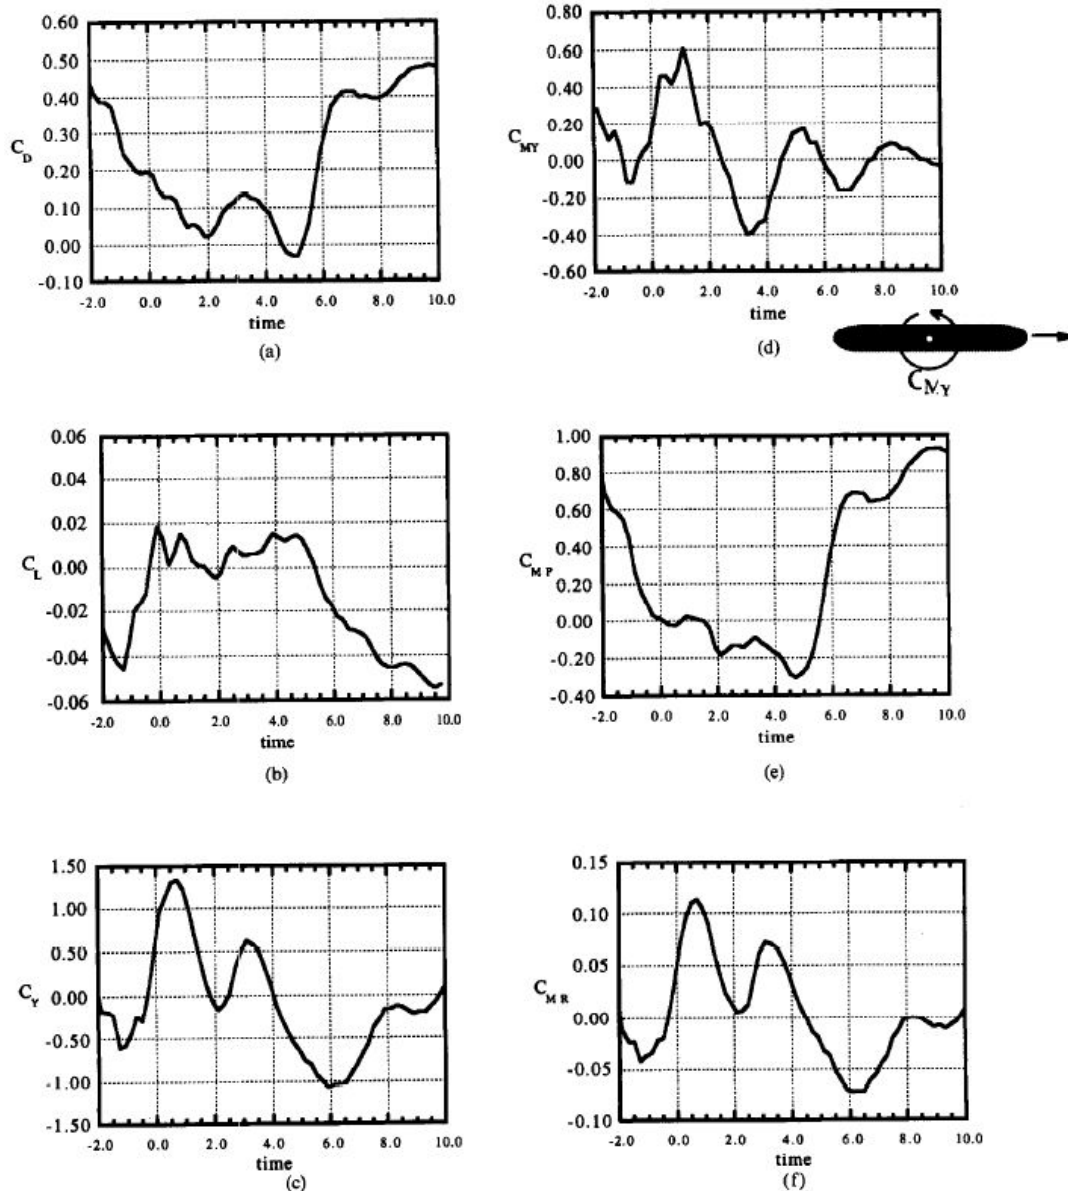 0.60
0.50
0.40
0.30
0.20
0.10
0.00
-0.10
C_D
-2.0 0.0 2.0 4.0 6.0 8.0 10.0
time
(a)
0.80
0.60
0.40
0.20
0.00
-0.20
-0.40
-0.60
C_MY
-2.0 0.0 2.0 4.0 6.0 8.0 10.0
time
(d)
C_MY
0.06
0.04
0.02
0.00
-0.02
-0.04
-0.06
C_L
-2.0 0.0 2.0 4.0 6.0 8.0 10.0
time
(b)
1.00
0.80
0.60
0.40
0.20
0.00
-0.20
-0.40
C_MP
-2.0 0.0 2.0 4.0 6.0 8.0 10.0
time
(e)
1.50
1.00
0.50
0.00
-0.50
-1.00
-1.50
C_Y
-2.0 0.0 2.0 4.0 6.0 8.0 10.0
time
(c)
0.15
0.10
0.05
0.00
-0.05
-0.10
C_MR
-2.0 0.0 2.0 4.0 6.0 8.0 10.0
time
(f)